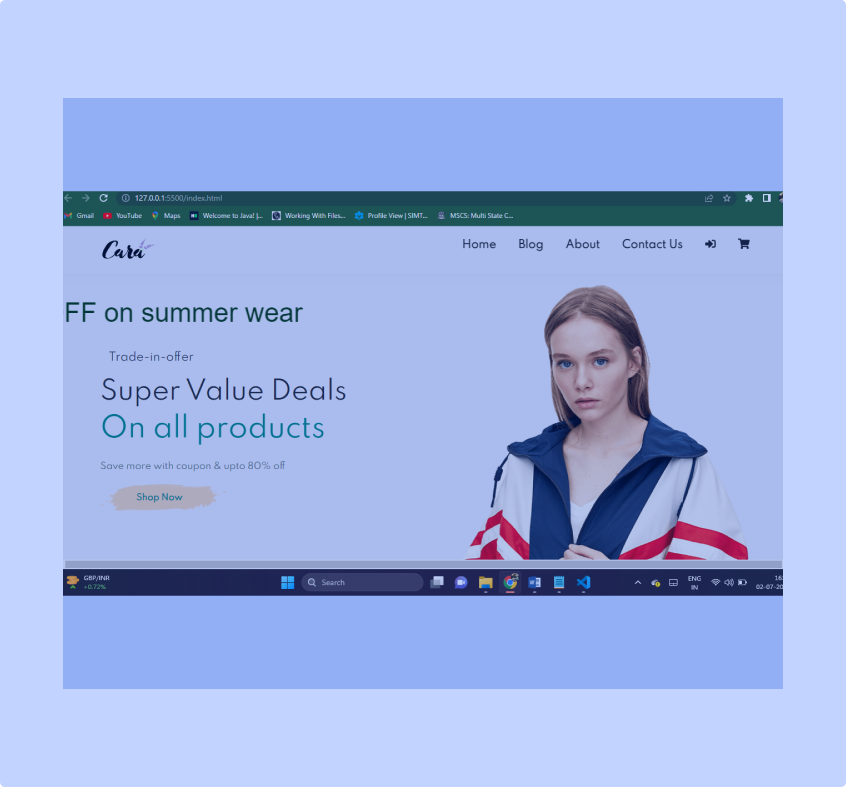 127.0.0.1:5500/index.html
Gmail YouTube Maps Welcome to Java! |... Working With Files... Profile View | SIMT... MSCS: Multi State C...
Cara Home Blog About Contact Us
FF on summer wear
Trade-in-offer
Super Value Deals
On all products
Save more with coupon & upto 80% off
Shop Now
GBP/INR
+0.72%
Search
ENG
IN
16:
02-07-20